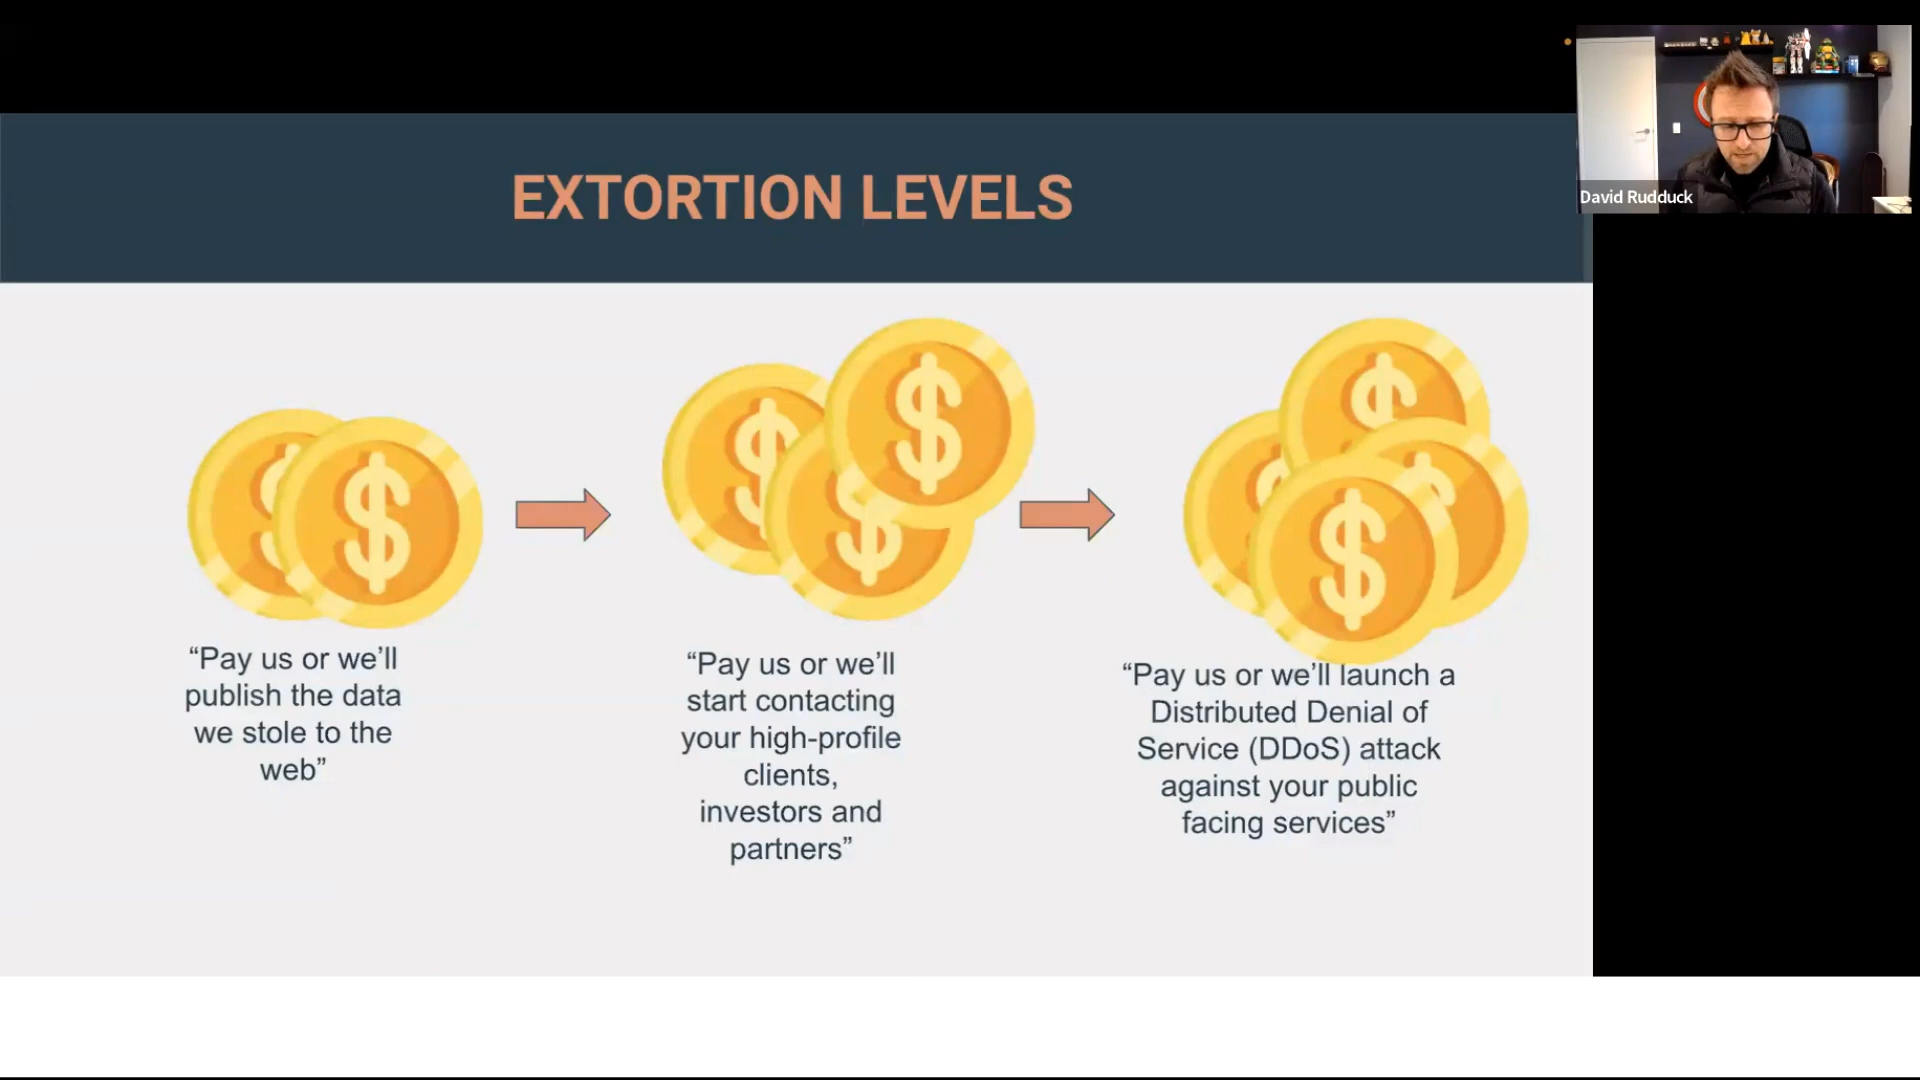 EXTORTION LEVELS
David Rudduck
“Pay us or we’ll
publish the data
we stole to the
web”
“Pay us or we’ll
start contacting
your high-profile
clients,
investors and
partners”
“Pay us or we’ll launch a
Distributed Denial of
Service (DDoS) attack
against your public
facing services”